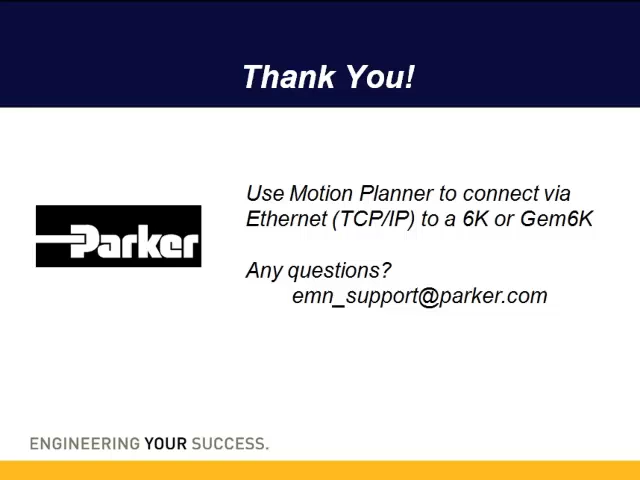 Thank You!
Use Motion Planner to connect via
Ethernet (TCP/IP) to a 6K or Gem6K
Parker
Any questions?
emn_support@parker.com
ENGINEERING YOUR SUCCESS.